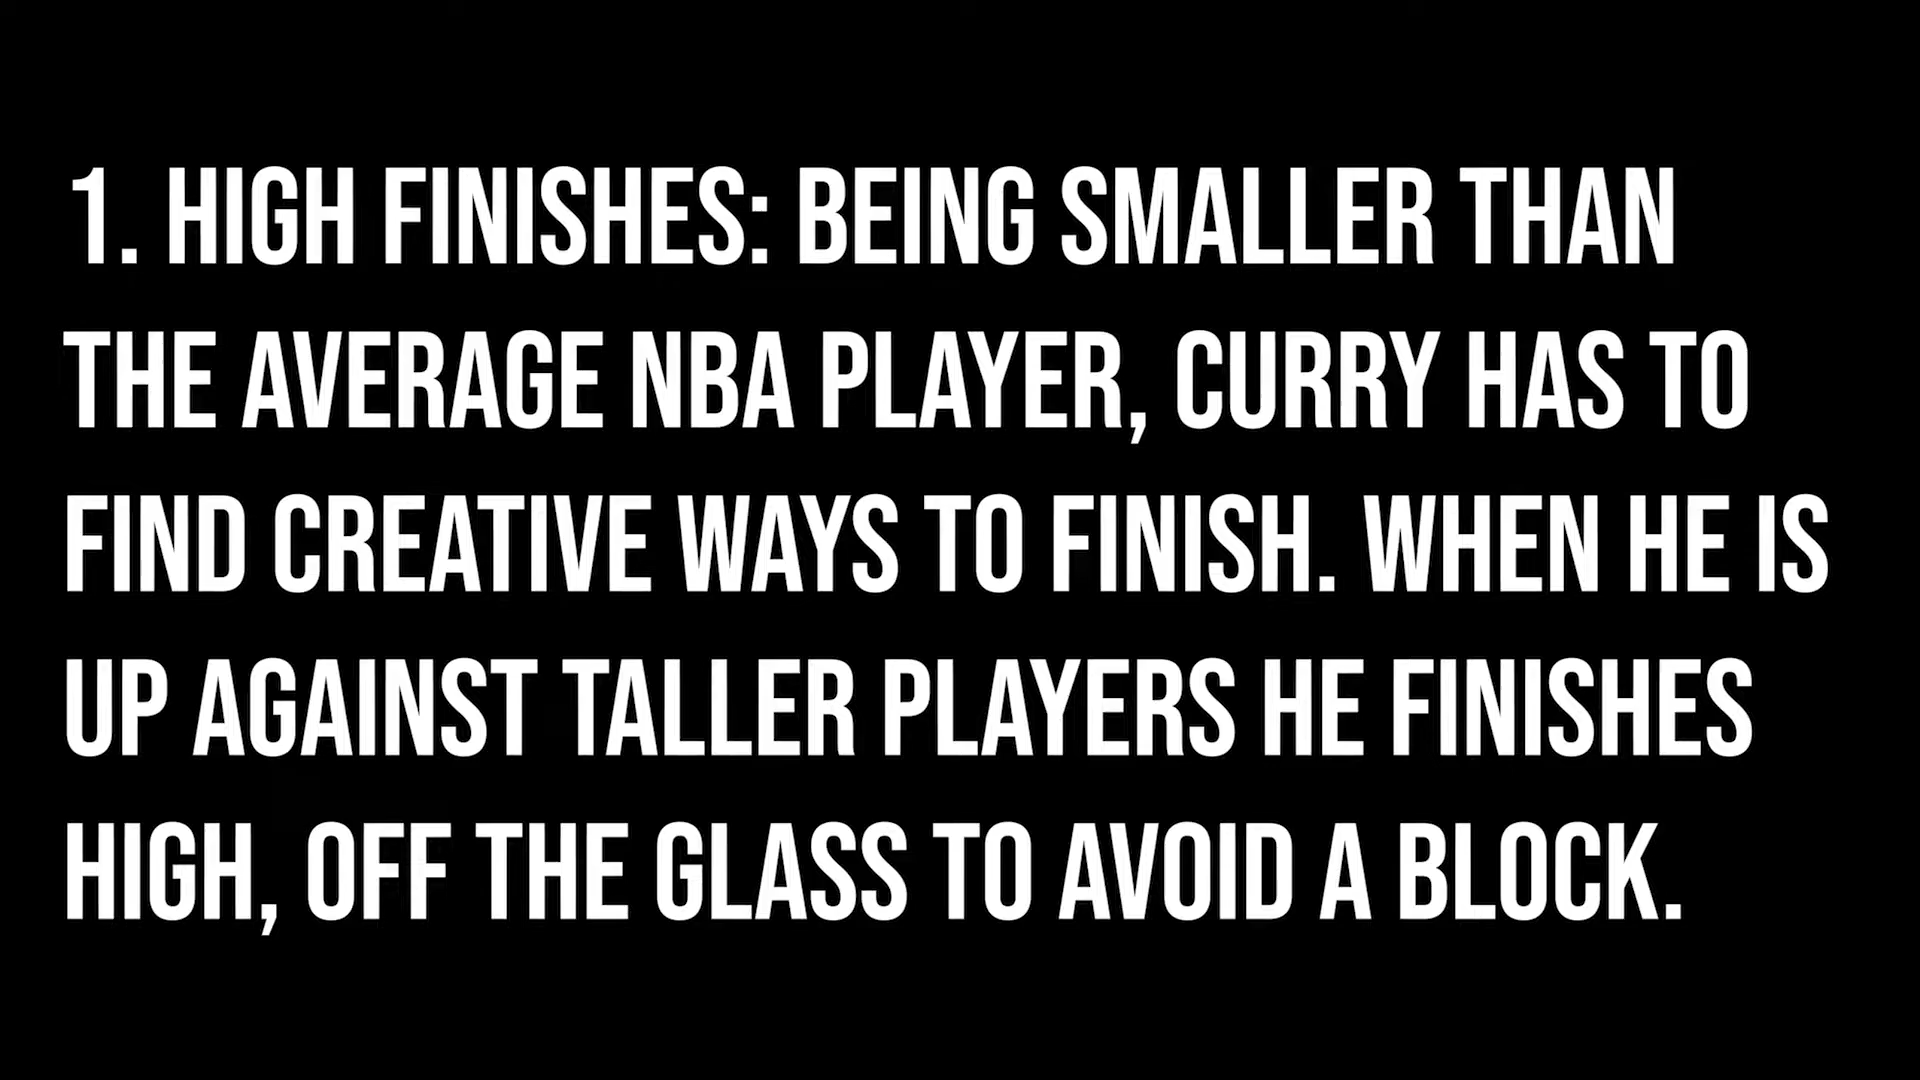 1. HIGH FINISHES: BEING SMALLER THAN
THE AVERAGE NBA PLAYER, CURRY HAS TO
FIND CREATIVE WAYS TO FINISH. WHEN HE IS
UP AGAINST TALLER PLAYERS HE FINISHES
HIGH, OFF THE GLASS TO AVOID A BLOCK.